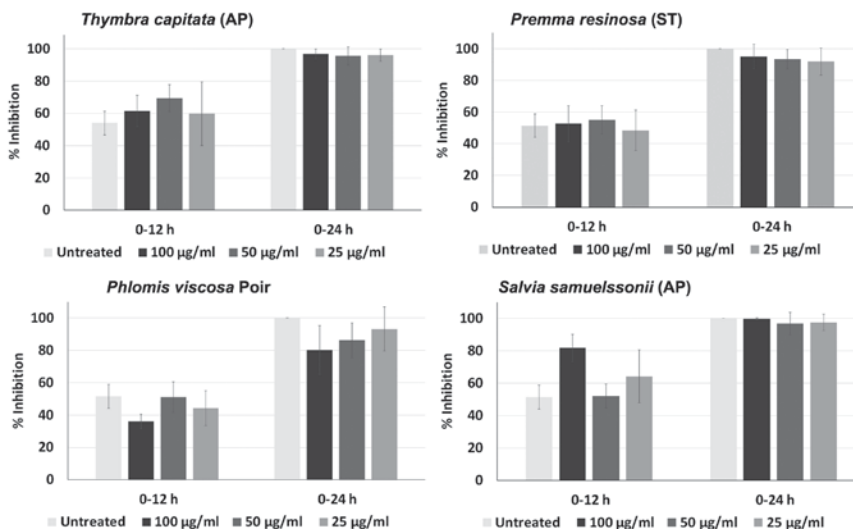 Thymbra capitata (AP)
% Inhibition
100
80
60
40
20
0
0-12 h
0-24 h
Untreated 100 µg/ml 50 µg/ml 25 µg/ml
Premma resinosa (ST)
% Inhibition
100
80
60
40
20
0
0-12 h
0-24 h
Untreated 100 µg/ml 50 µg/ml 25 µg/ml
Phlomis viscosa Poir
% Inhibition
100
80
60
40
20
0
0-12 h
0-24 h
Untreated 100 µg/ml 50 µg/ml 25 µg/ml
Salvia samuelssonii (AP)
% Inhibition
100
80
60
40
20
0
0-12 h
0-24 h
Untreated 100 µg/ml 50 µg/ml 25 µg/ml